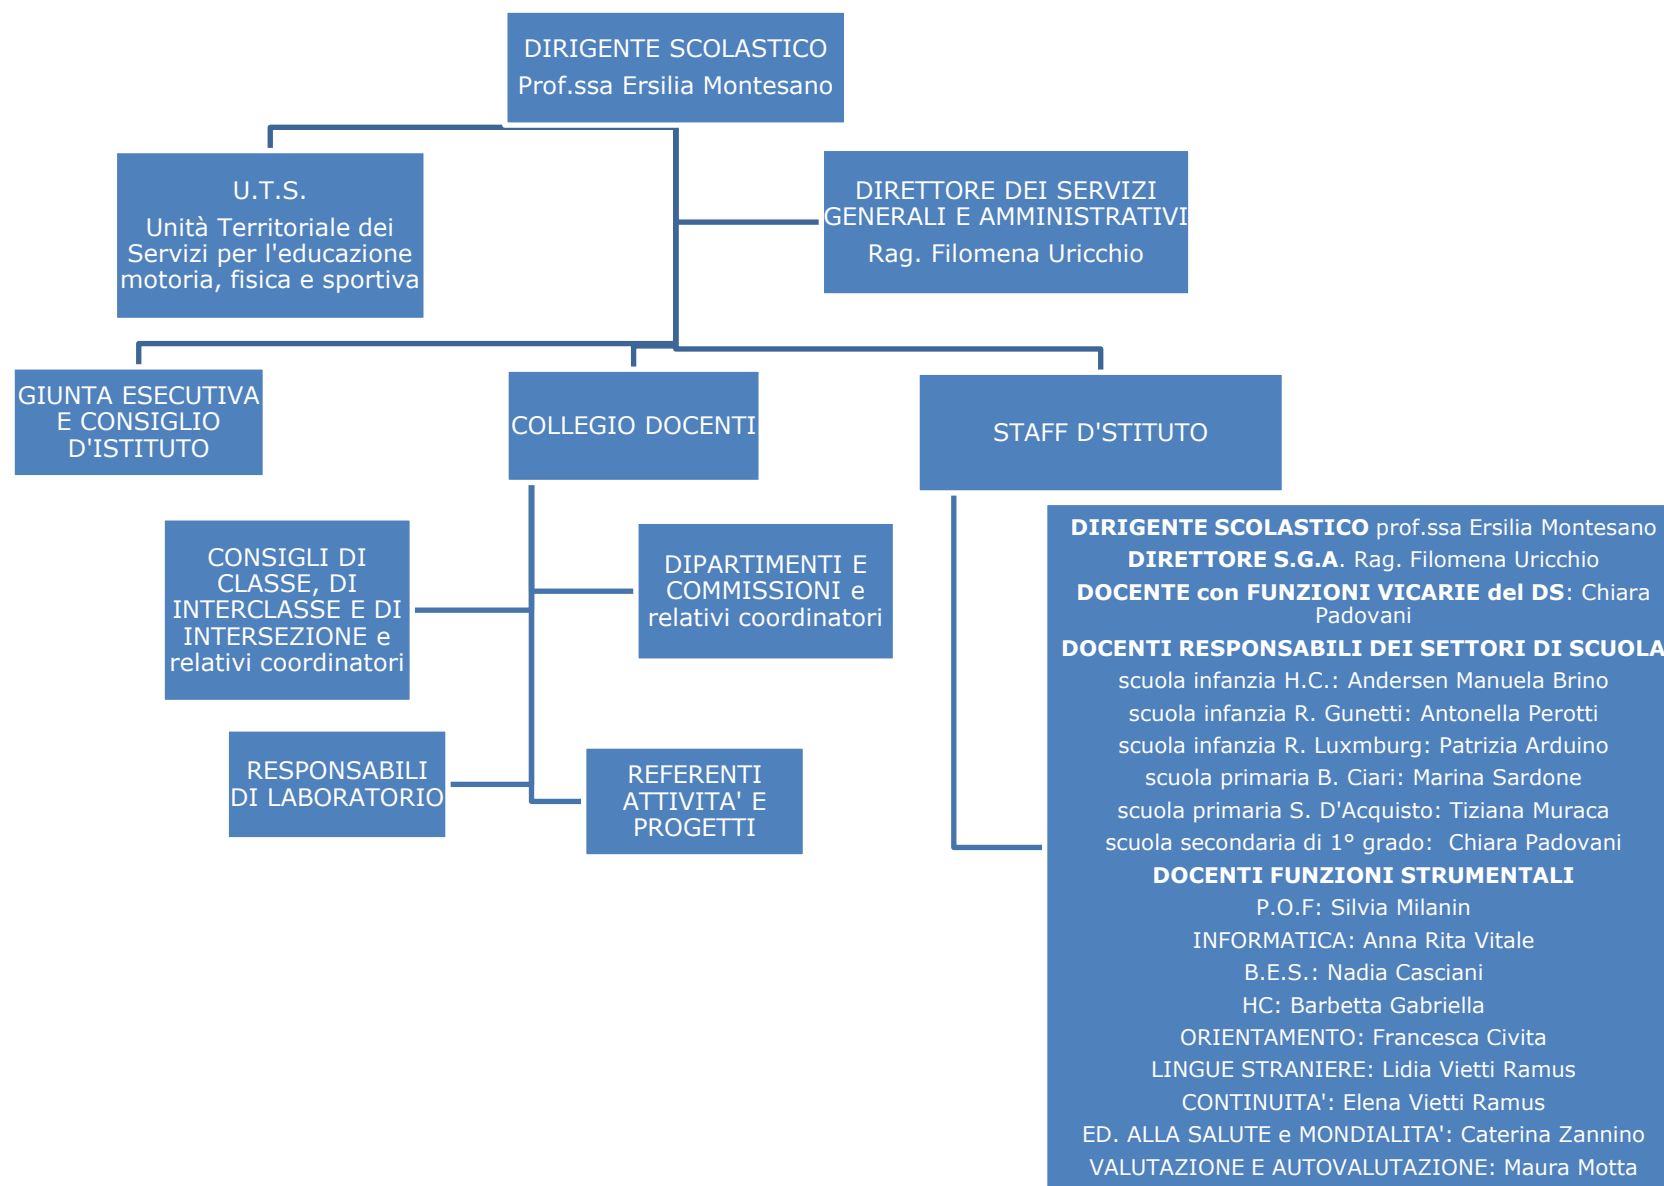 DIRIGENTE SCOLASTICO
Prof.ssa Ersilia Montesano
U.T.S.
Unità Territoriale dei
Servizi per l'educazione
motoria, fisica e sportiva
DIRETTORE DEI SERVIZI
GENERALI E AMMINISTRATIVI
Rag. Filomena Uricchio
GIUNTA ESECUTIVA
E CONSIGLIO
D'ISTITUTO
COLLEGIO DOCENTI
STAFF D'STITUTO
CONSIGLI DI
CLASSE, DI
INTERCLASSE E DI
INTERSEZIONE e
relativi coordinatori
DIPARTIMENTI E
COMMISSIONI e
relativi coordinatori
RESPONSABILI
DI LABORATORIO
REFERENTI
ATTIVITA' E
PROGETTI
DIRIGENTE SCOLASTICO prof.ssa Ersilia Montesano
DIRETTORE S.G.A. Rag. Filomena Uricchio
DOCENTE con FUNZIONI VICARIE del DS: Chiara
Padovani
DOCENTI RESPONSABILI DEI SETTORI DI SCUOLA
scuola infanzia H.C.: Andersen Manuela Brino
scuola infanzia R. Gunetti: Antonella Perotti
scuola infanzia R. Luxmburg: Patrizia Arduino
scuola primaria B. Ciari: Marina Sardone
scuola primaria S. D'Acquisto: Tiziana Muraca
scuola secondaria di 1° grado:  Chiara Padovani
DOCENTI FUNZIONI STRUMENTALI
P.O.F: Silvia Milanin
INFORMATICA: Anna Rita Vitale
B.E.S.: Nadia Casciani
HC: Barbetta Gabriella
ORIENTAMENTO: Francesca Civita
LINGUE STRANIERE: Lidia Vietti Ramus
CONTINUITA': Elena Vietti Ramus
ED. ALLA SALUTE e MONDIALITA': Caterina Zannino
VALUTAZIONE E AUTOVALUTAZIONE: Maura Motta